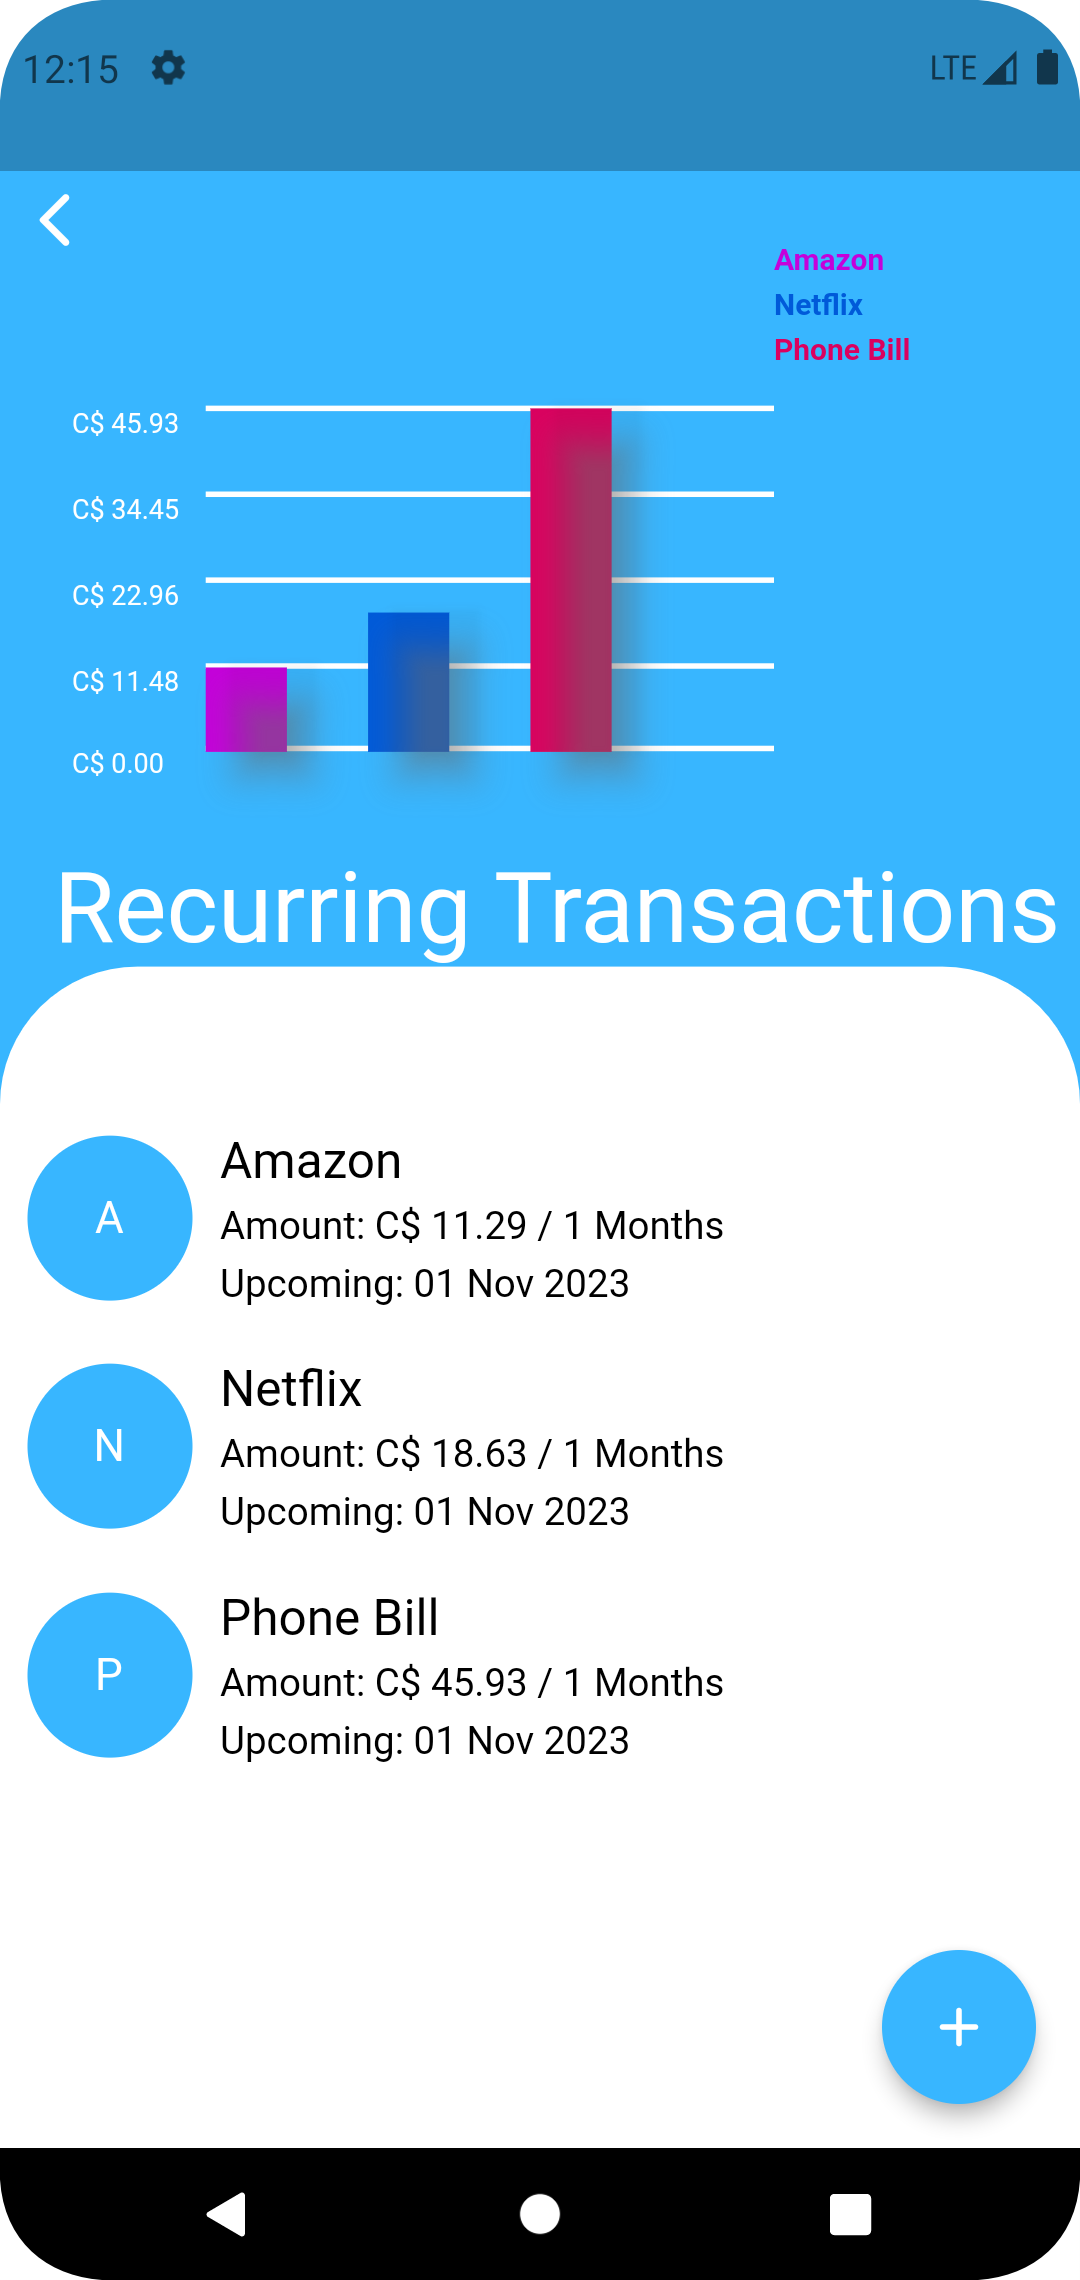 12:15
LTE
Amazon
Netflix
Phone Bill
C$ 45.93
C$ 34.45
C$ 22.96
C$ 11.48
C$ 0.00
Recurring Transactions
A
Amazon
Amount: C$ 11.29 / 1 Months
Upcoming: 01 Nov 2023
N
Netflix
Amount: C$ 18.63 / 1 Months
Upcoming: 01 Nov 2023
P
Phone Bill
Amount: C$ 45.93 / 1 Months
Upcoming: 01 Nov 2023
+